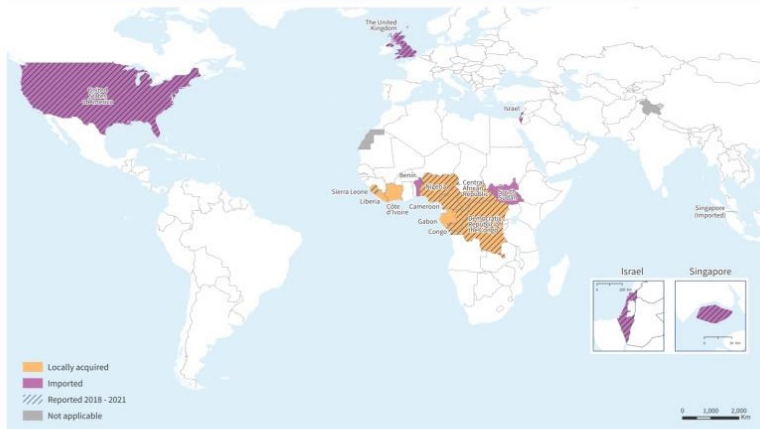 The United
Kingdom
United
States
of America
Israel
Benin
Nigeria
Central
African
Republic
South
Sudan
Sierra Leone
Liberia
Côte
d'Ivoire
Cameroon
Gabon
Congo
Democratic
Republic of
the Congo
Singapore
(Imported)
Israel
Singapore
Locally acquired
Imported
Reported 2018 - 2021
Not applicable
0 1,000 2,000
Km